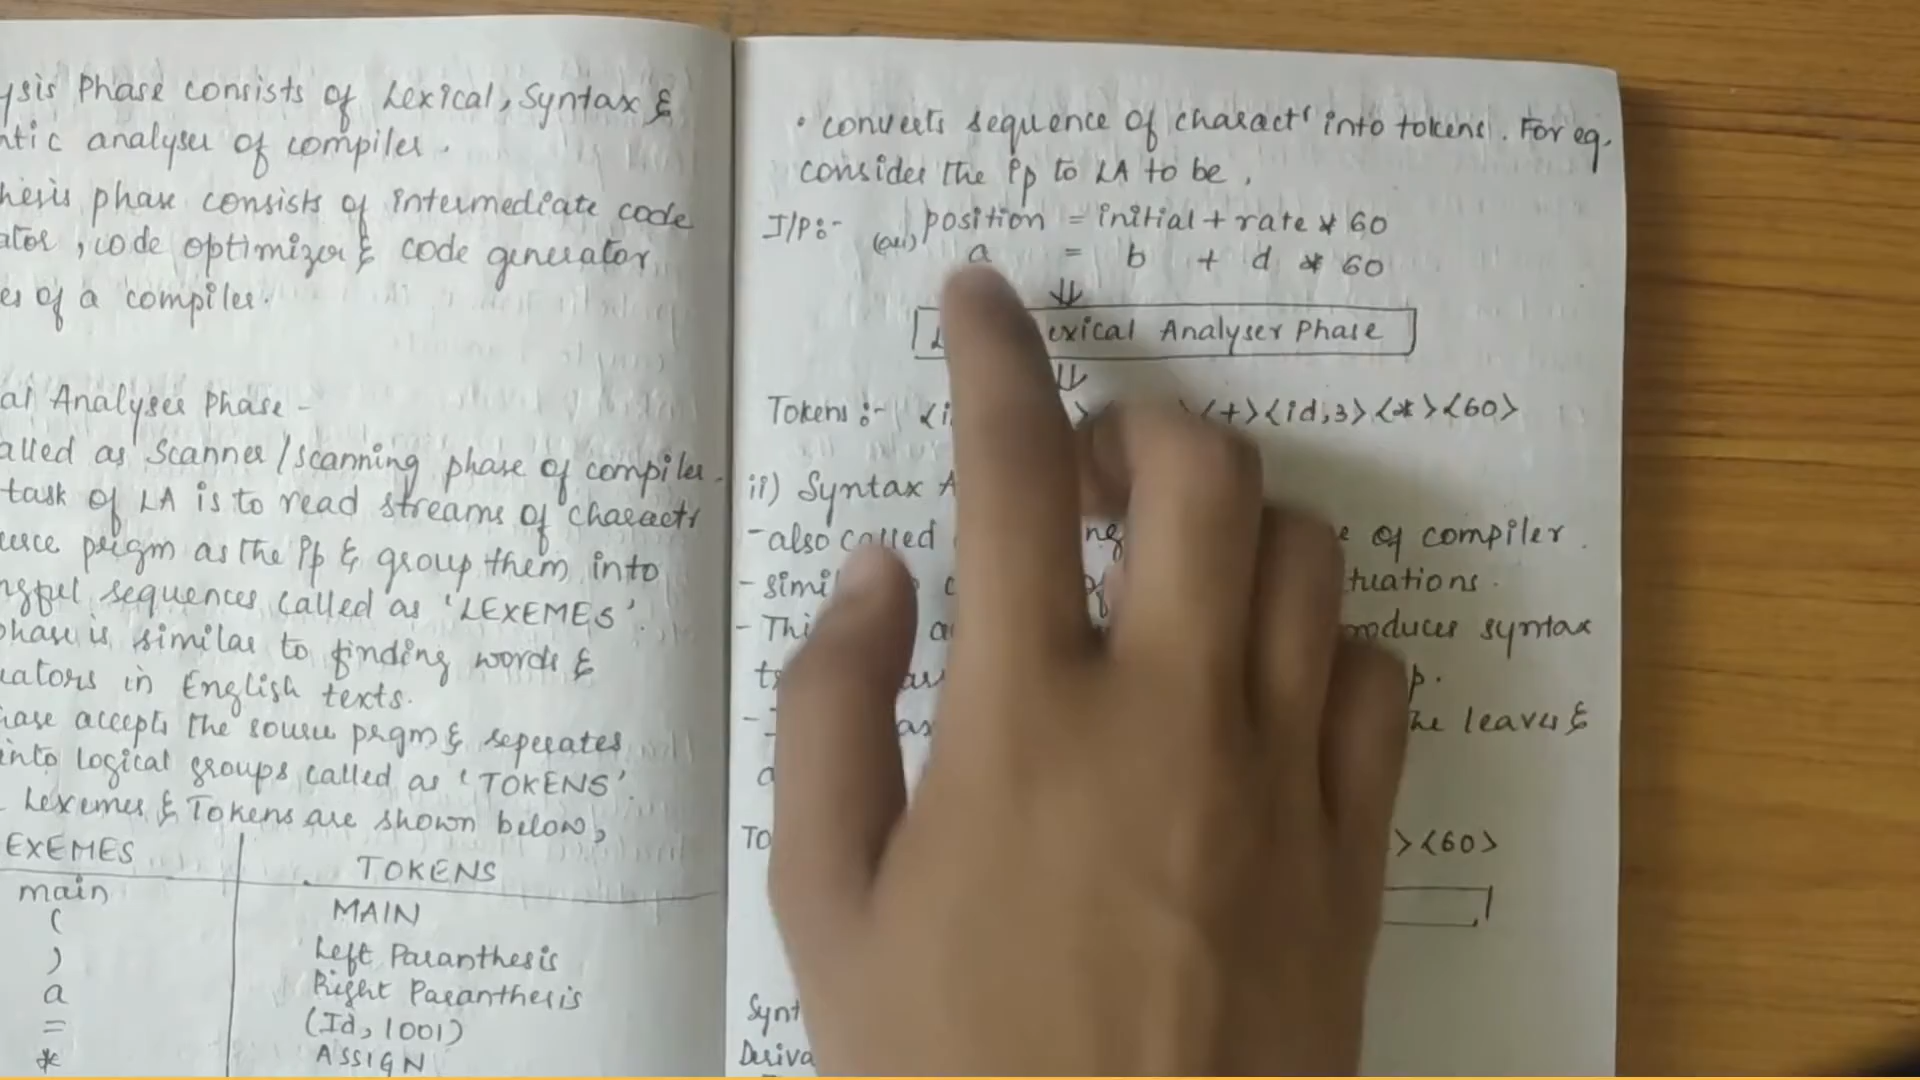 ysis Phase consists of Lexical, Syntax &
ntic analyser of compiler.
hesis phase consists of intermediate code
ator, code optimizer & code generator
es of a compiler.
al Analyser Phase -
alled as Scanner/scanning phase of compiler.
task of LA is to read streams of charactr
urce prgm as the i/p & group them into
ngful sequences called as 'LEXEMES'.
phase is similar to finding words &
uators in English texts.
hase accepts the source prgm & seperates
into logical groups called as 'TOKENS'.
Lexemes & Tokens are shown below,
EXEMES TOKENS
main MAIN
( Left Paranthesis
) Right Paranthesis
a (Id, 1001)
= ASSIGN
*
• converts sequence of charactr into tokens. For eg.
consider the i/p to LA to be,
I/P:- position = initial + rate * 60
(or) a = b + d * 60
exical Analyser Phase
Tokens :- <+><id,3><*><60>
ii) Syntax A
- also called of compiler.
- simi tuations.
- Thi roduces syntax
p.
he leaves &
TO ><60>
Synt
Deriva